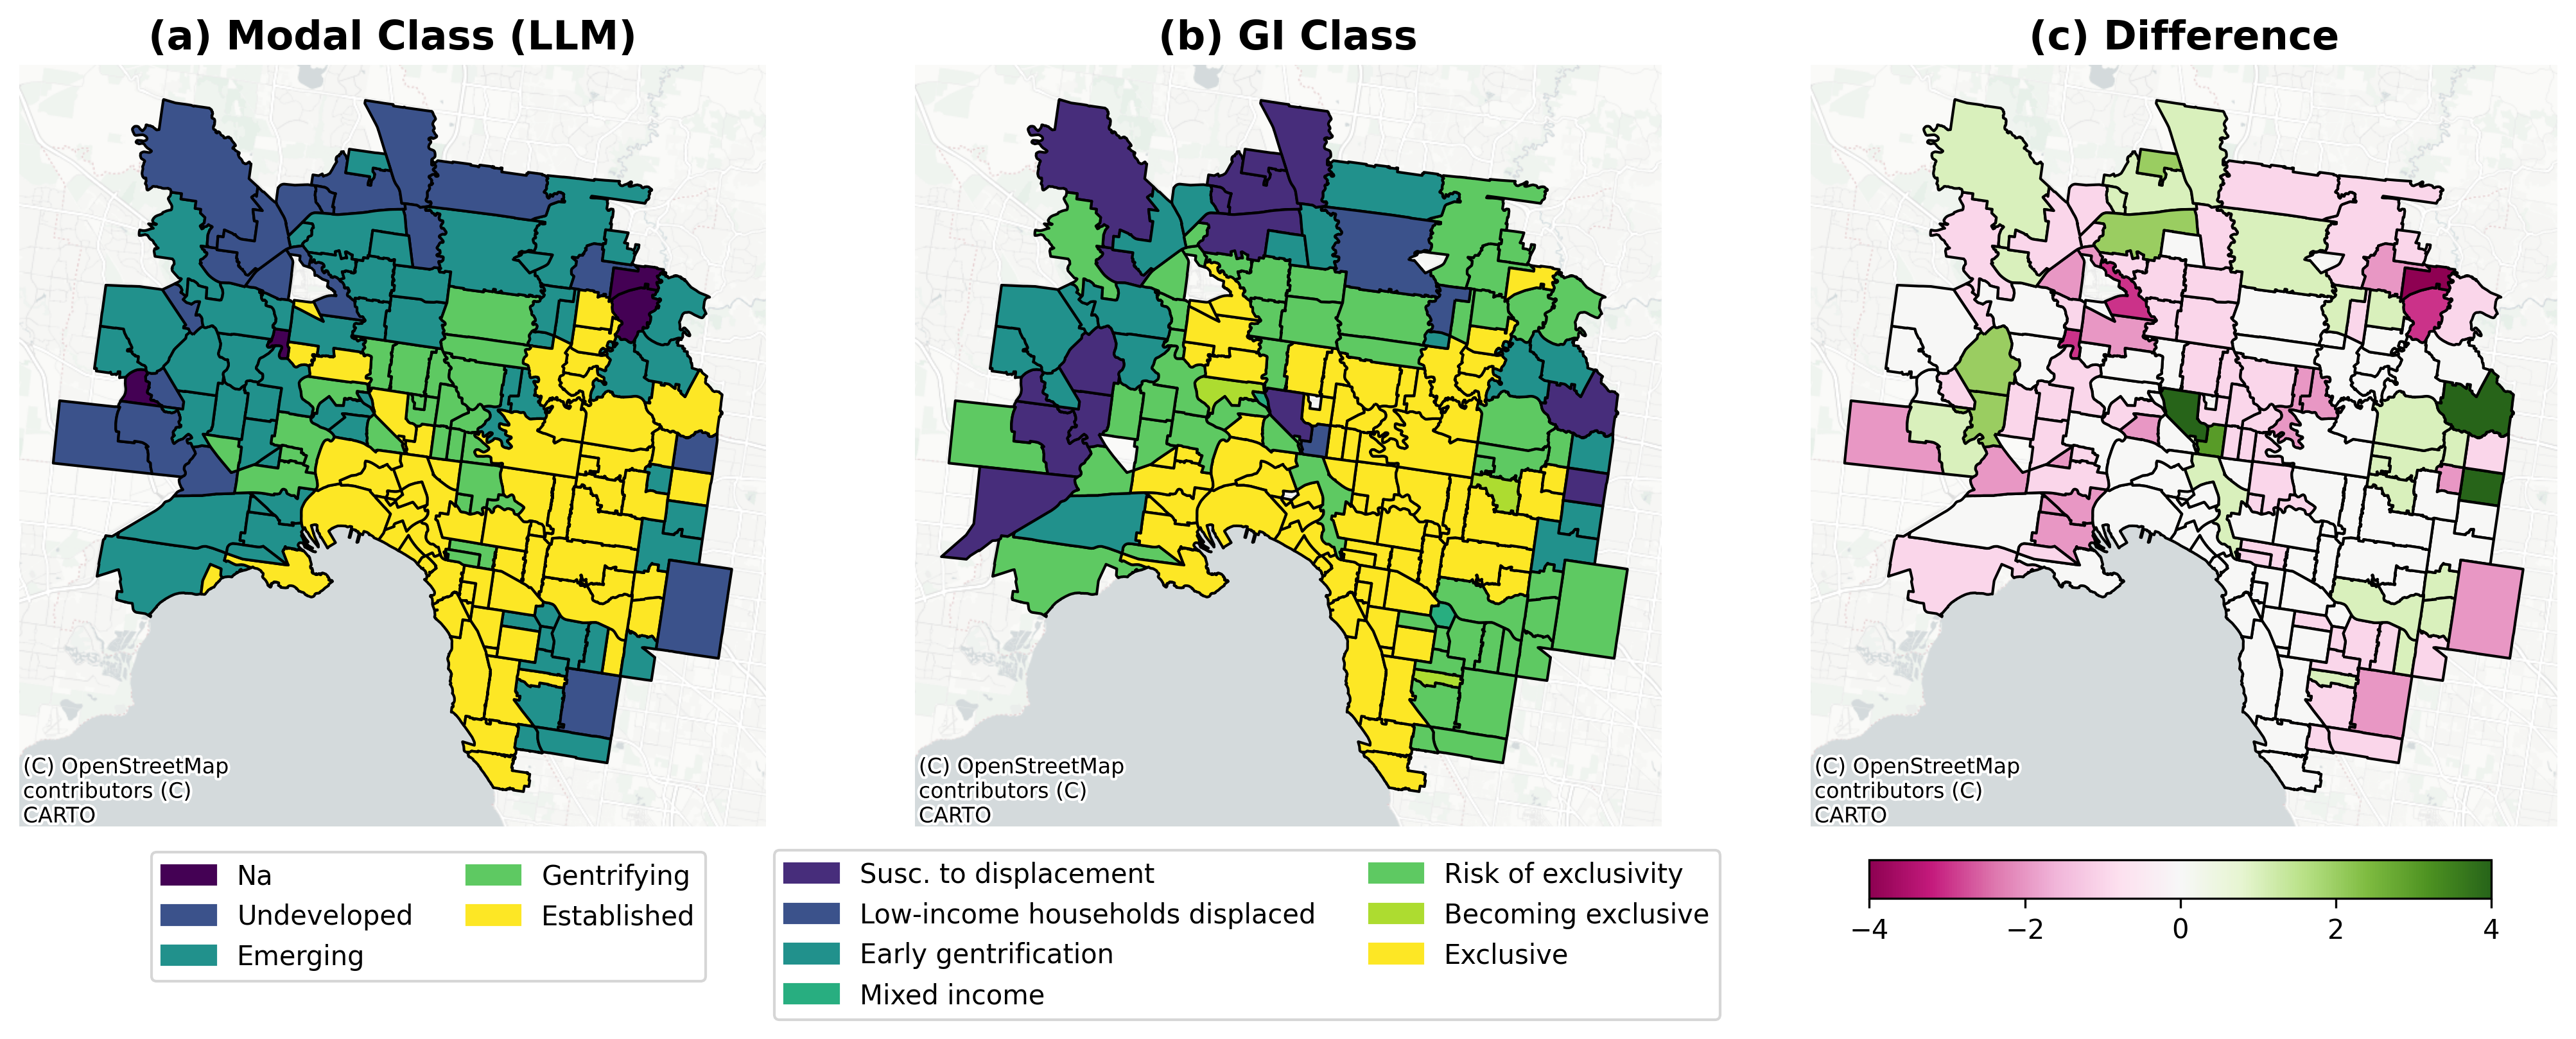 (a) Modal Class (LLM)
(b) GI Class
(c) Difference
(C) OpenStreetMap
contributors (C)
CARTO
(C) OpenStreetMap
contributors (C)
CARTO
(C) OpenStreetMap
contributors (C)
CARTO
Na
Undeveloped
Emerging
Gentrifying
Established
Susc. to displacement
Low-income households displaced
Early gentrification
Mixed income
Risk of exclusivity
Becoming exclusive
Exclusive
−4 −2 0 2 4